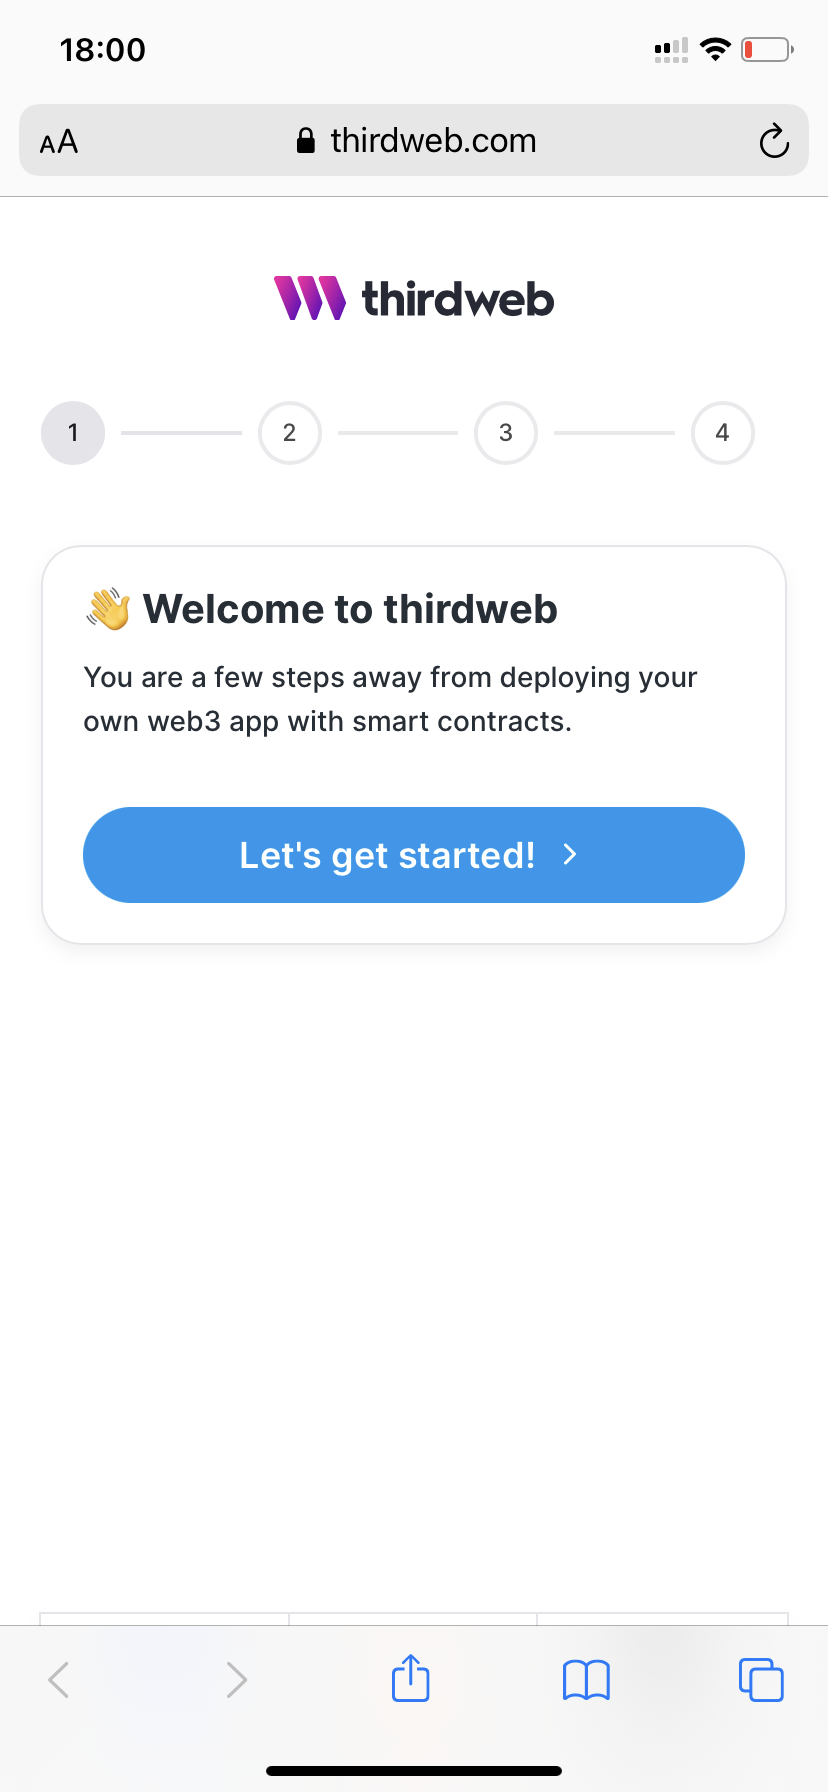 18:00
AA thirdweb.com
thirdweb
1 2 3 4
👋 Welcome to thirdweb
You are a few steps away from deploying your
own web3 app with smart contracts.
Let's get started!